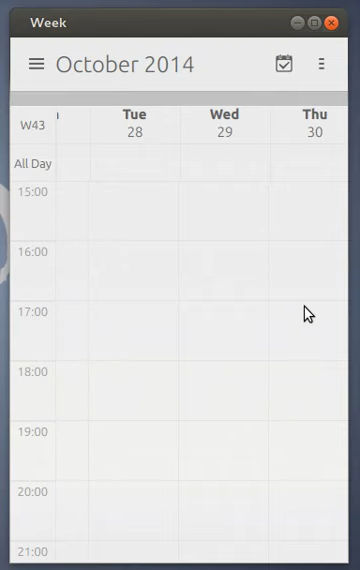 Week
October 2014
W43
Tue
28
Wed
29
Thu
30
All Day
15:00
16:00
17:00
18:00
19:00
20:00
21:00